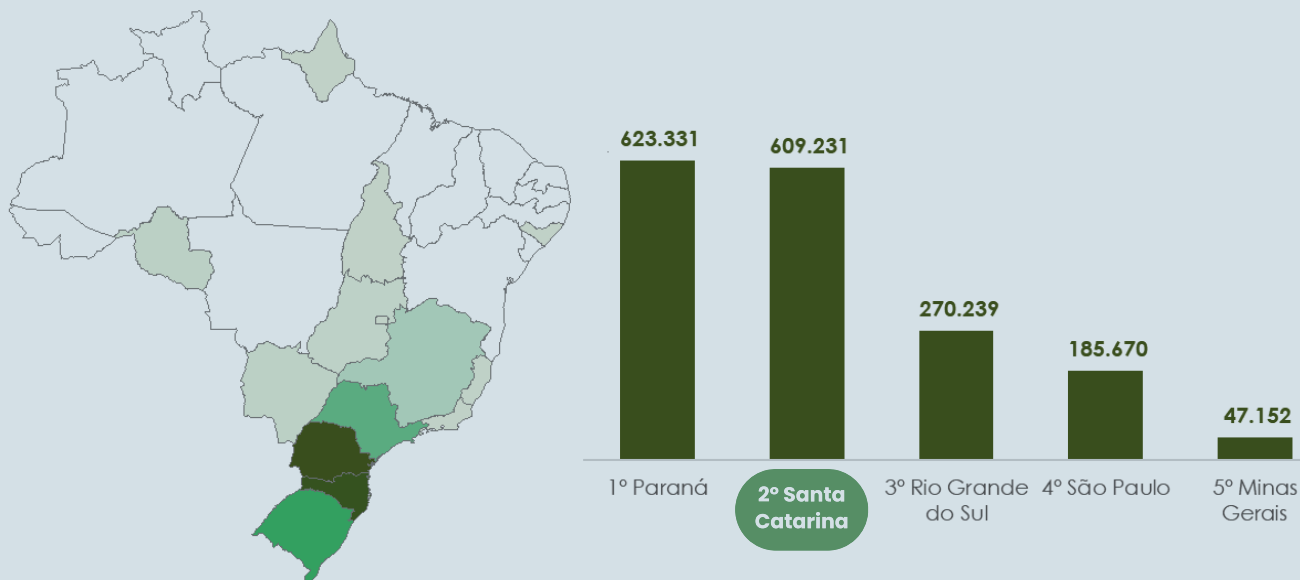 623.331
609.231
270.239
185.670
47.152
1º Paraná
2º Santa
Catarina
3º Rio Grande
do Sul
4º São Paulo
5º Minas
Gerais